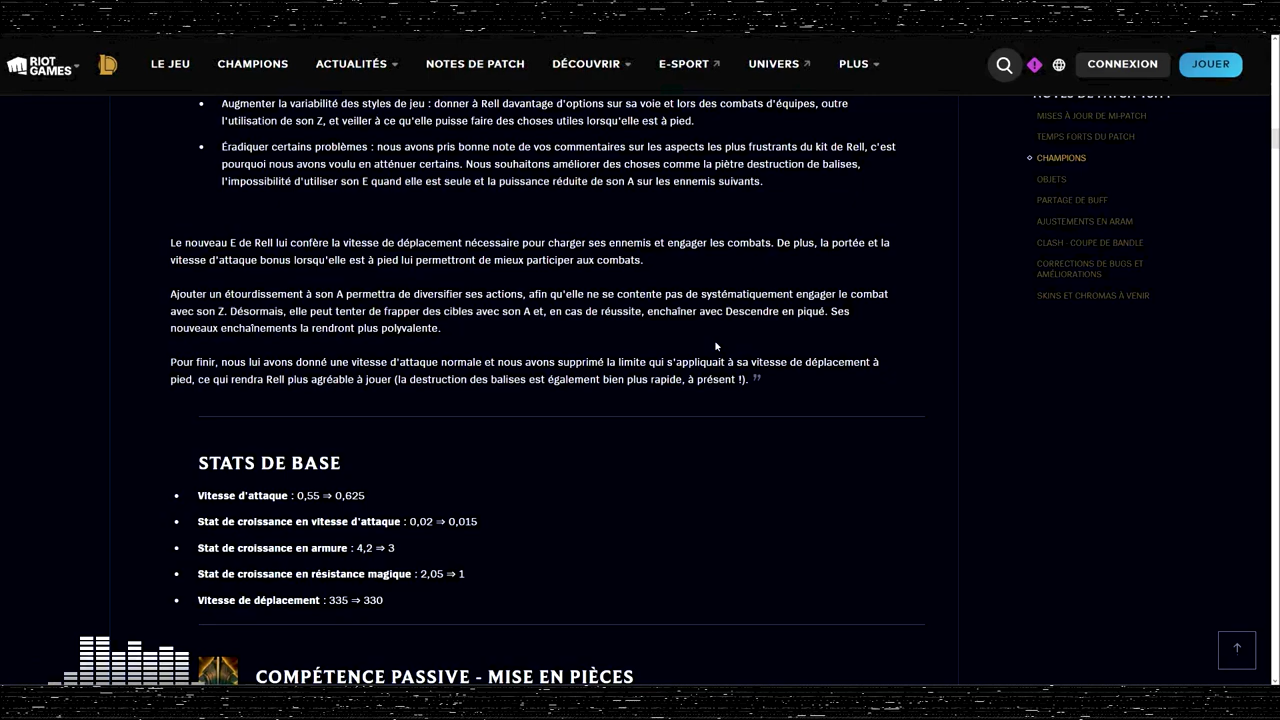 RIOT GAMES LE JEU CHAMPIONS ACTUALITÉS NOTES DE PATCH DÉCOUVRIR E-SPORT UNIVERS PLUS CONNEXION JOUER
Augmenter la variabilité des styles de jeu : donner à Rell davantage d'options sur sa voie et lors des combats d'équipes, outre
l'utilisation de son Z, et veiller à ce qu'elle puisse faire des choses utiles lorsqu'elle est à pied.
Éradiquer certains problèmes : nous avons pris bonne note de vos commentaires sur les aspects les plus frustrants du kit de Rell, c'est
pourquoi nous avons voulu en atténuer certains. Nous souhaitons améliorer des choses comme la piètre destruction de balises,
l'impossibilité d'utiliser son E quand elle est seule et la puissance réduite de son A sur les ennemis suivants.
Le nouveau E de Rell lui confère la vitesse de déplacement nécessaire pour charger ses ennemis et engager les combats. De plus, la portée et la
vitesse d'attaque bonus lorsqu'elle est à pied lui permettront de mieux participer aux combats.
Ajouter un étourdissement à son A permettra de diversifier ses actions, afin qu'elle ne se contente pas de systématiquement engager le combat
avec son Z. Désormais, elle peut tenter de frapper des cibles avec son A et, en cas de réussite, enchaîner avec Descendre en piqué. Ses
nouveaux enchaînements la rendront plus polyvalente.
Pour finir, nous lui avons donné une vitesse d'attaque normale et nous avons supprimé la limite qui s'appliquait à sa vitesse de déplacement à
pied, ce qui rendra Rell plus agréable à jouer (la destruction des balises est également bien plus rapide, à présent !). ”
STATS DE BASE
Vitesse d'attaque : 0,55 ⇒ 0,625
Stat de croissance en vitesse d'attaque : 0,02 ⇒ 0,015
Stat de croissance en armure : 4,2 ⇒ 3
Stat de croissance en résistance magique : 2,05 ⇒ 1
Vitesse de déplacement : 335 ⇒ 330
COMPÉTENCE PASSIVE - MISE EN PIÈCES
MISES À JOUR DE MI-PATCH
TEMPS FORTS DU PATCH
CHAMPIONS
OBJETS
PARTAGE DE BUFF
AJUSTEMENTS EN ARAM
CLASH - COUPE DE BANDLE
CORRECTIONS DE BUGS ET
AMÉLIORATIONS
SKINS ET CHROMAS À VENIR